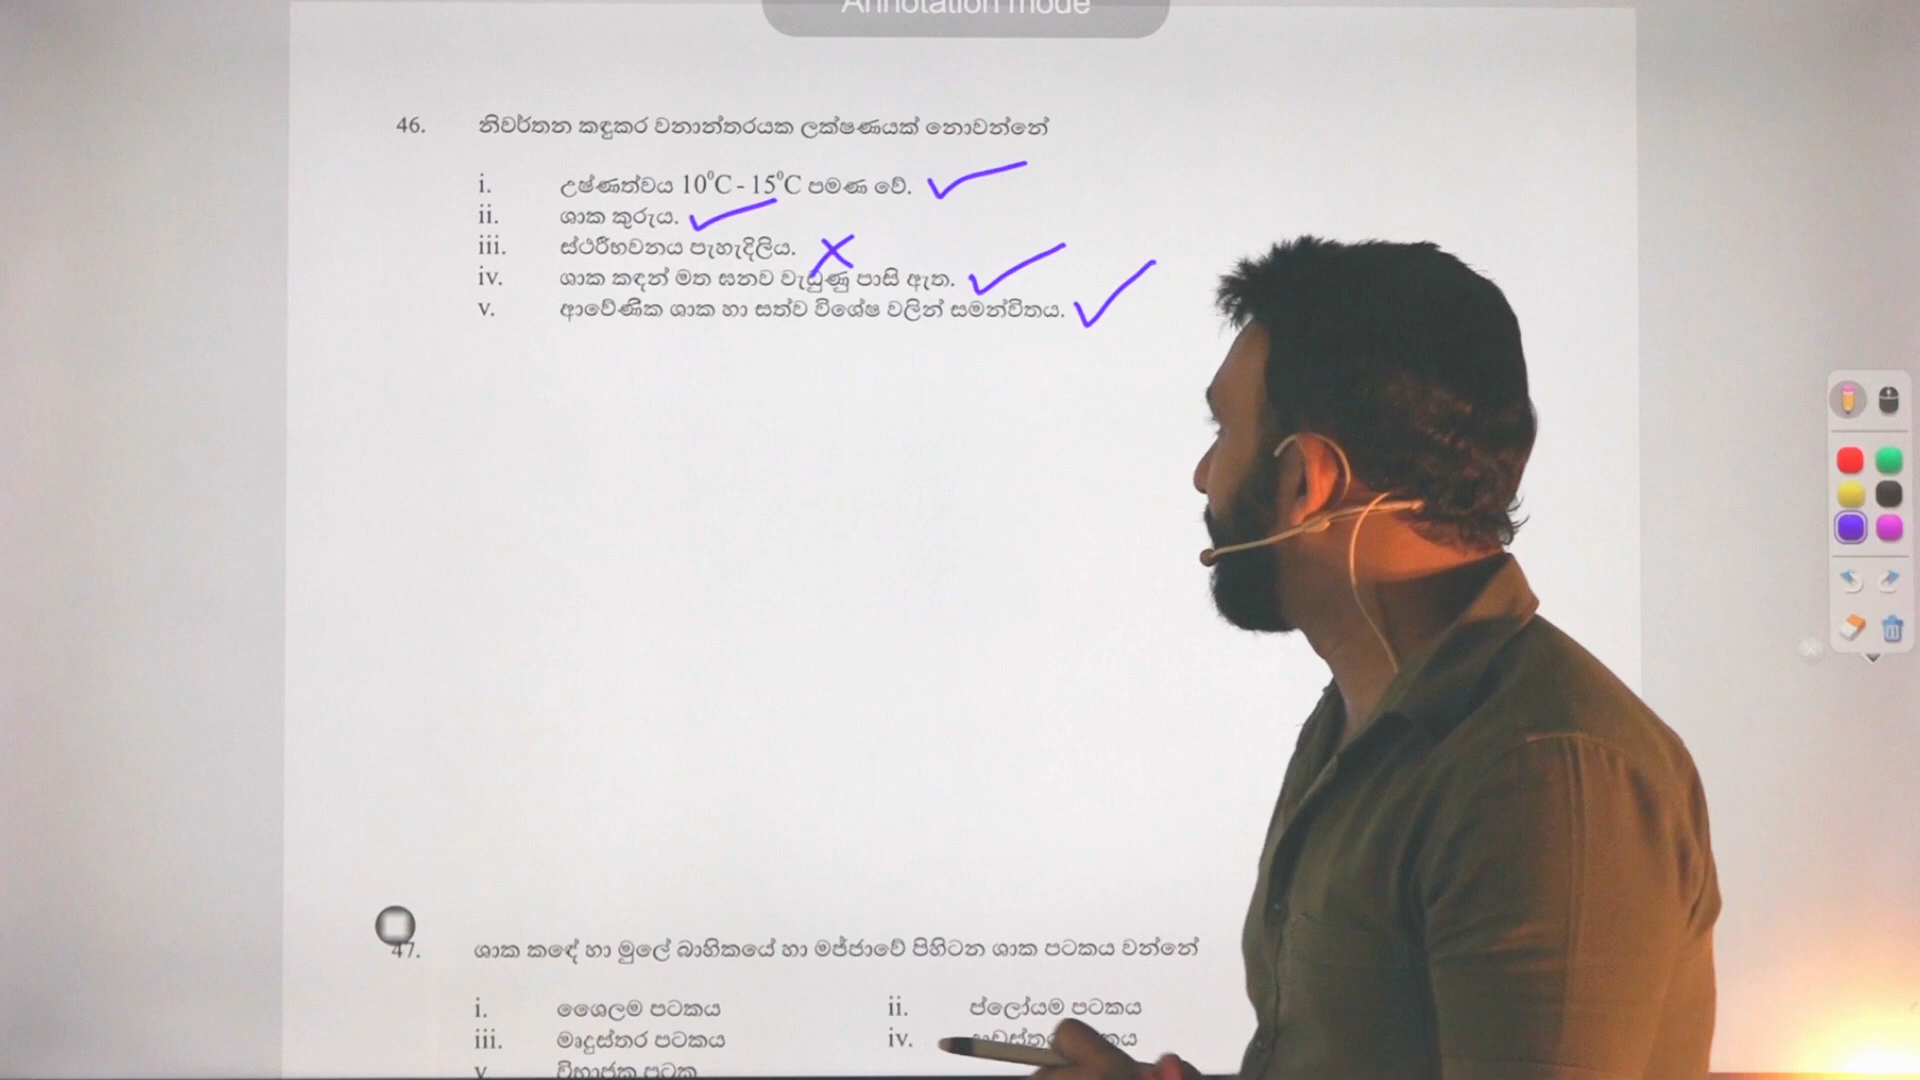 Annotation mode
46. නිවර්තන කඳුකර වනාන්තරයක ලක්ෂණයක් නොවන්නේ
i. උෂ්ණත්වය 10⁰C - 15⁰C පමණ වේ.
ii. ශාක කුරුය.
iii. ස්ථරීභවනය පැහැදිලිය.
iv. ශාක කඳන් මත ඝනව වැඩුණු පාසි ඇත.
v. ආවේණික ශාක හා සත්ව විශේෂ වලින් සමන්විතය.
47. ශාක කඳේ හා මුලේ බාහිකයේ හා මජ්ජාවේ පිහිටන ශාක පටකය වන්නේ
i. ශෛලම පටකය ii. ප්ලෝයම පටකය
iii. මෘදුස්තර පටකය iv.
v. විභාජක පටක